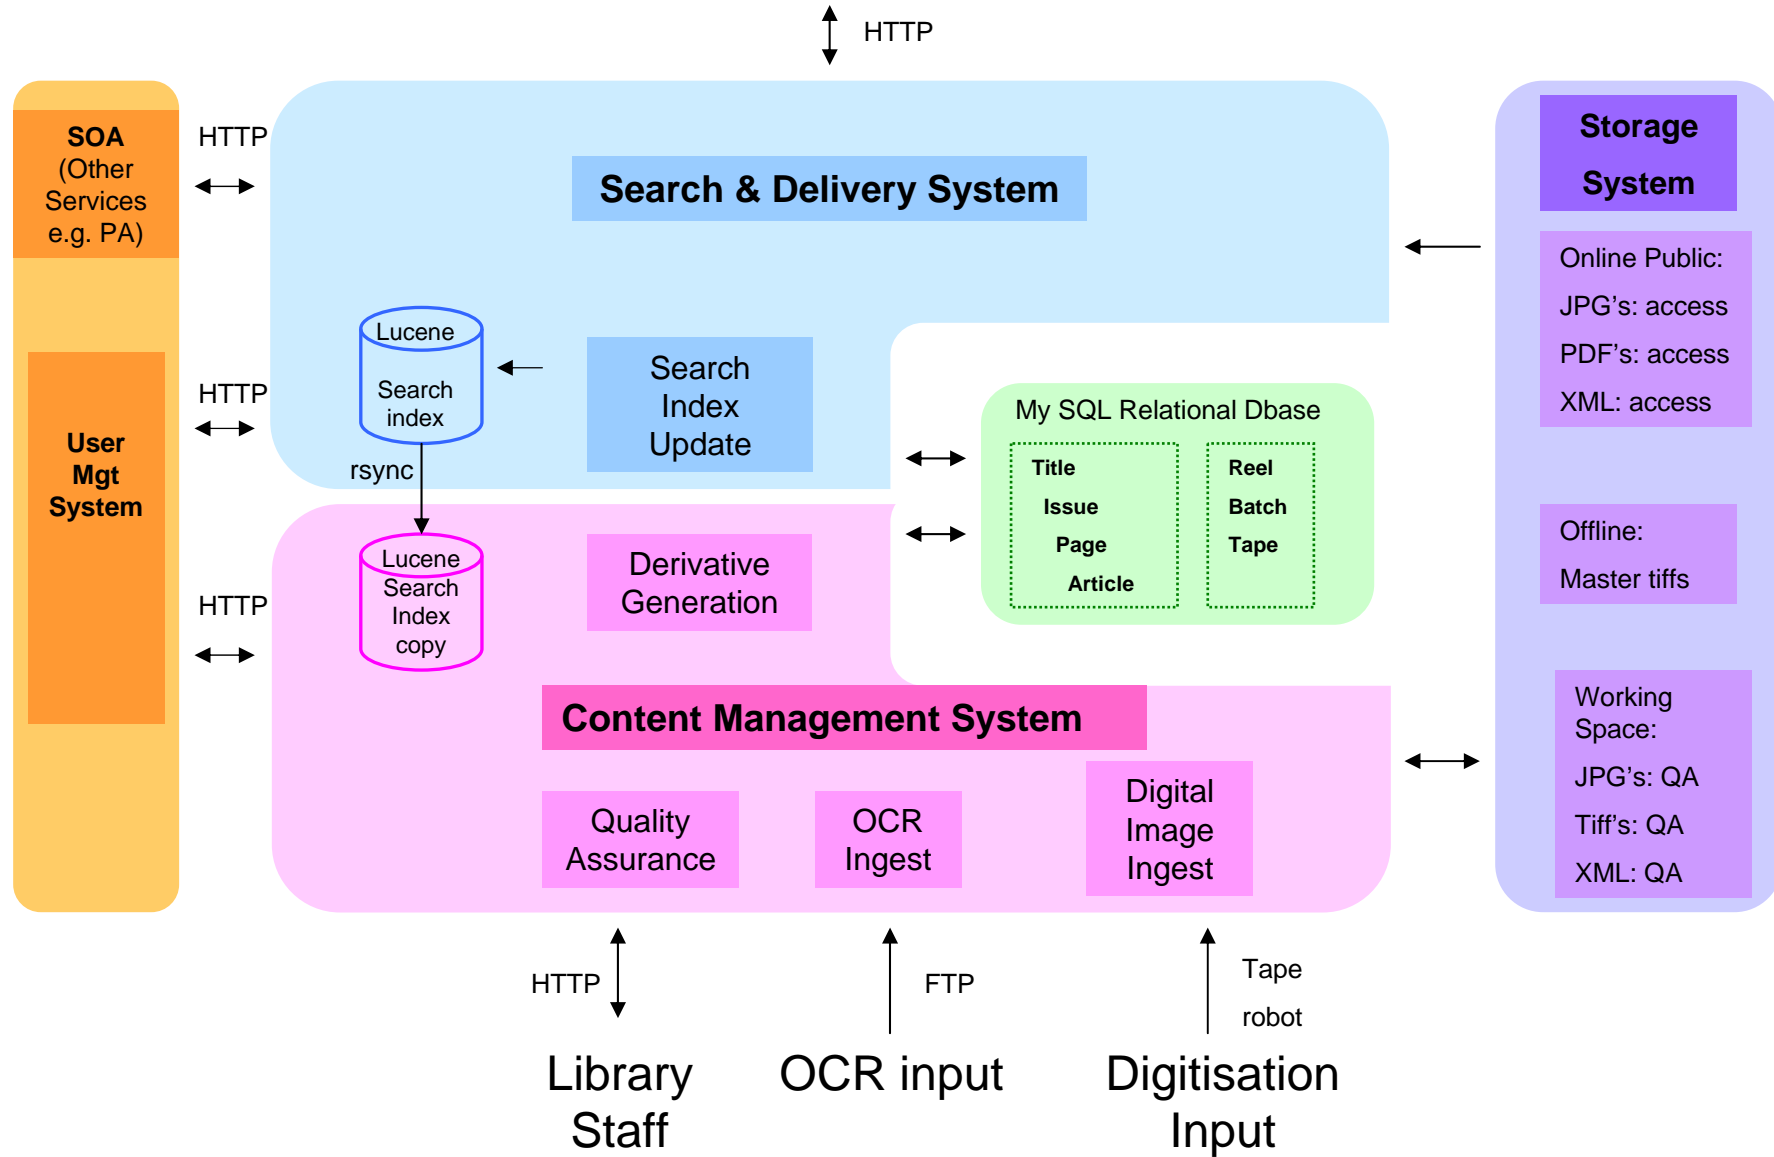 HTTP
SOA
(Other
Services
e.g. PA)
HTTP
Search & Delivery System
Storage
System
Online Public:
JPG's: access
PDF's: access
XML: access
Lucene
Search
index
Search
Index
Update
HTTP
User
Mgt
System
rsync
My SQL Relational Dbase
Title
Issue
Page
Article
Reel
Batch
Tape
Offline:
Master tiffs
Lucene
Search
Index
copy
Derivative
Generation
HTTP
Content Management System
Working
Space:
JPG's: QA
Tiff's: QA
XML: QA
Quality
Assurance
OCR
Ingest
Digital
Image
Ingest
HTTP
FTP
Tape
robot
Library
Staff
OCR input
Digitisation
Input